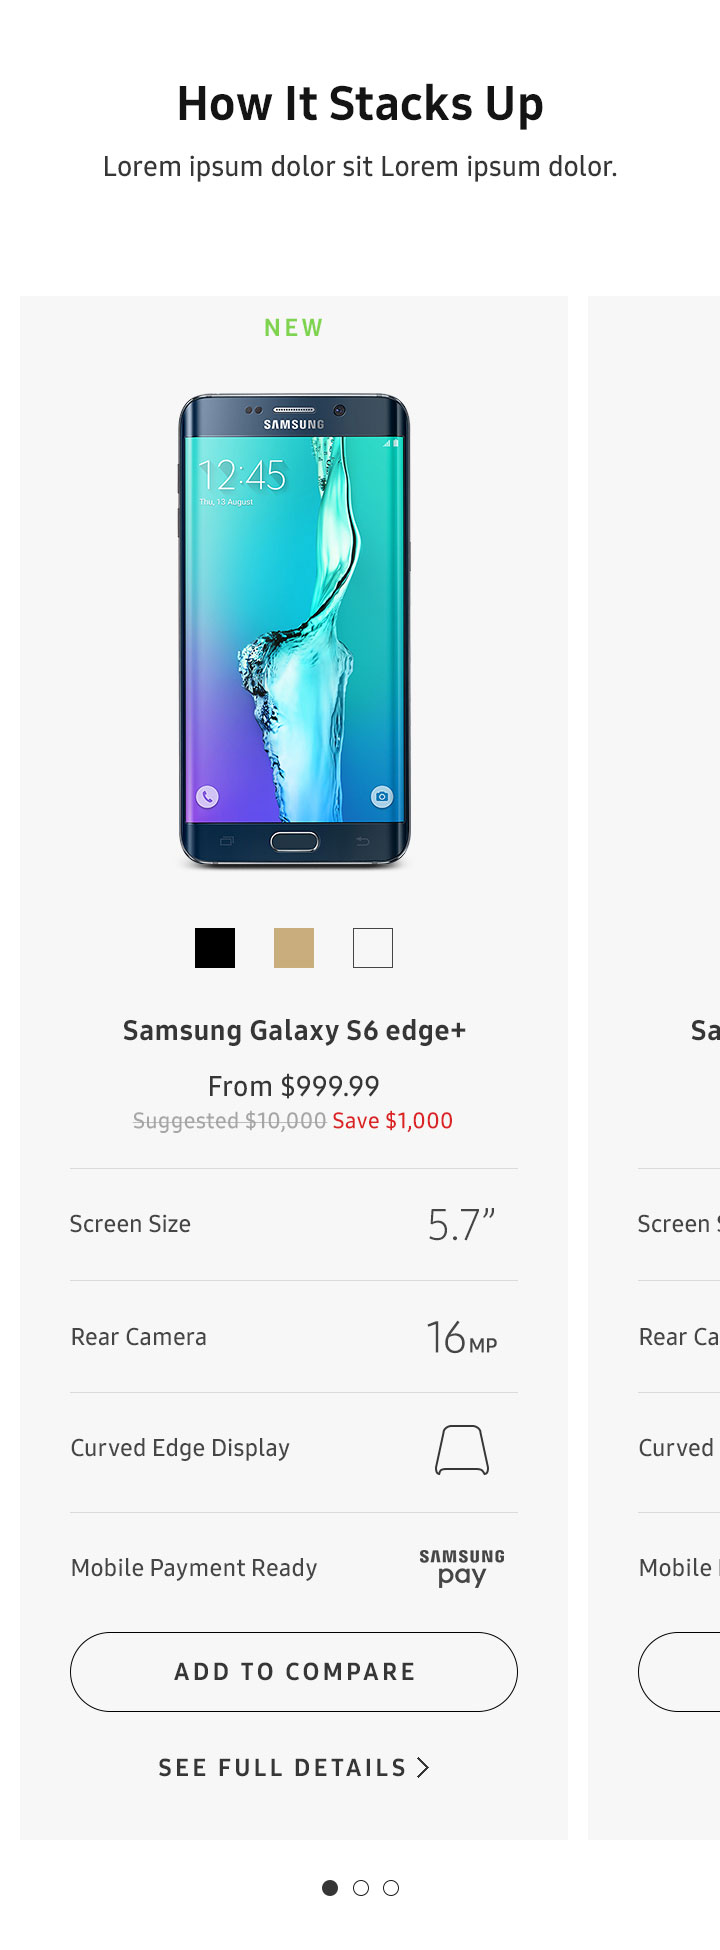 How It Stacks Up
Lorem ipsum dolor sit Lorem ipsum dolor.
NEW
SAMSUNG
12:45
Thu, 13 August
Samsung Galaxy S6 edge+
Sa
From $999.99
Suggested $10,000 Save $1,000
Screen Size 5.7”
Screen S
Rear Camera 16MP
Rear Ca
Curved Edge Display
Curved
Mobile Payment Ready
SAMSUNG
pay
Mobile
ADD TO COMPARE
SEE FULL DETAILS